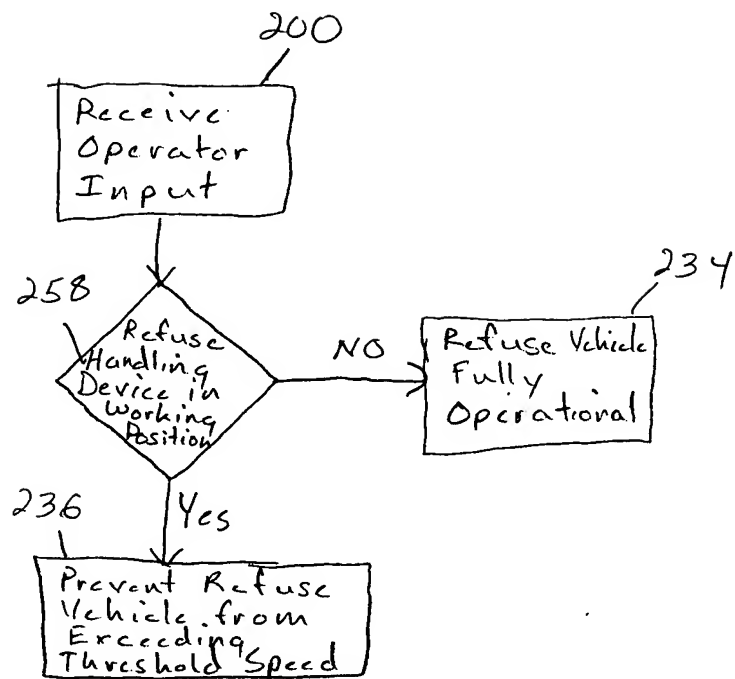 200
Receive
Operator
Input
258
Refuse
Handling
Device in
Working
Position
NO
234
Refuse Vehicle
Fully
Operational
Yes
236
Prevent Refuse
Vehicle from
Exceeding
Threshold Speed